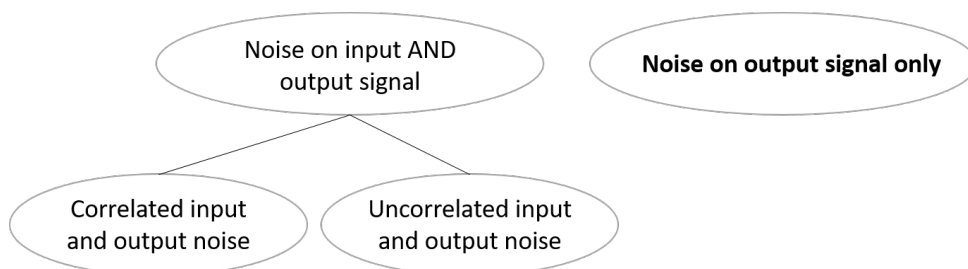 Noise on input AND
output signal
Noise on output signal only
Correlated input
and output noise
Uncorrelated input
and output noise